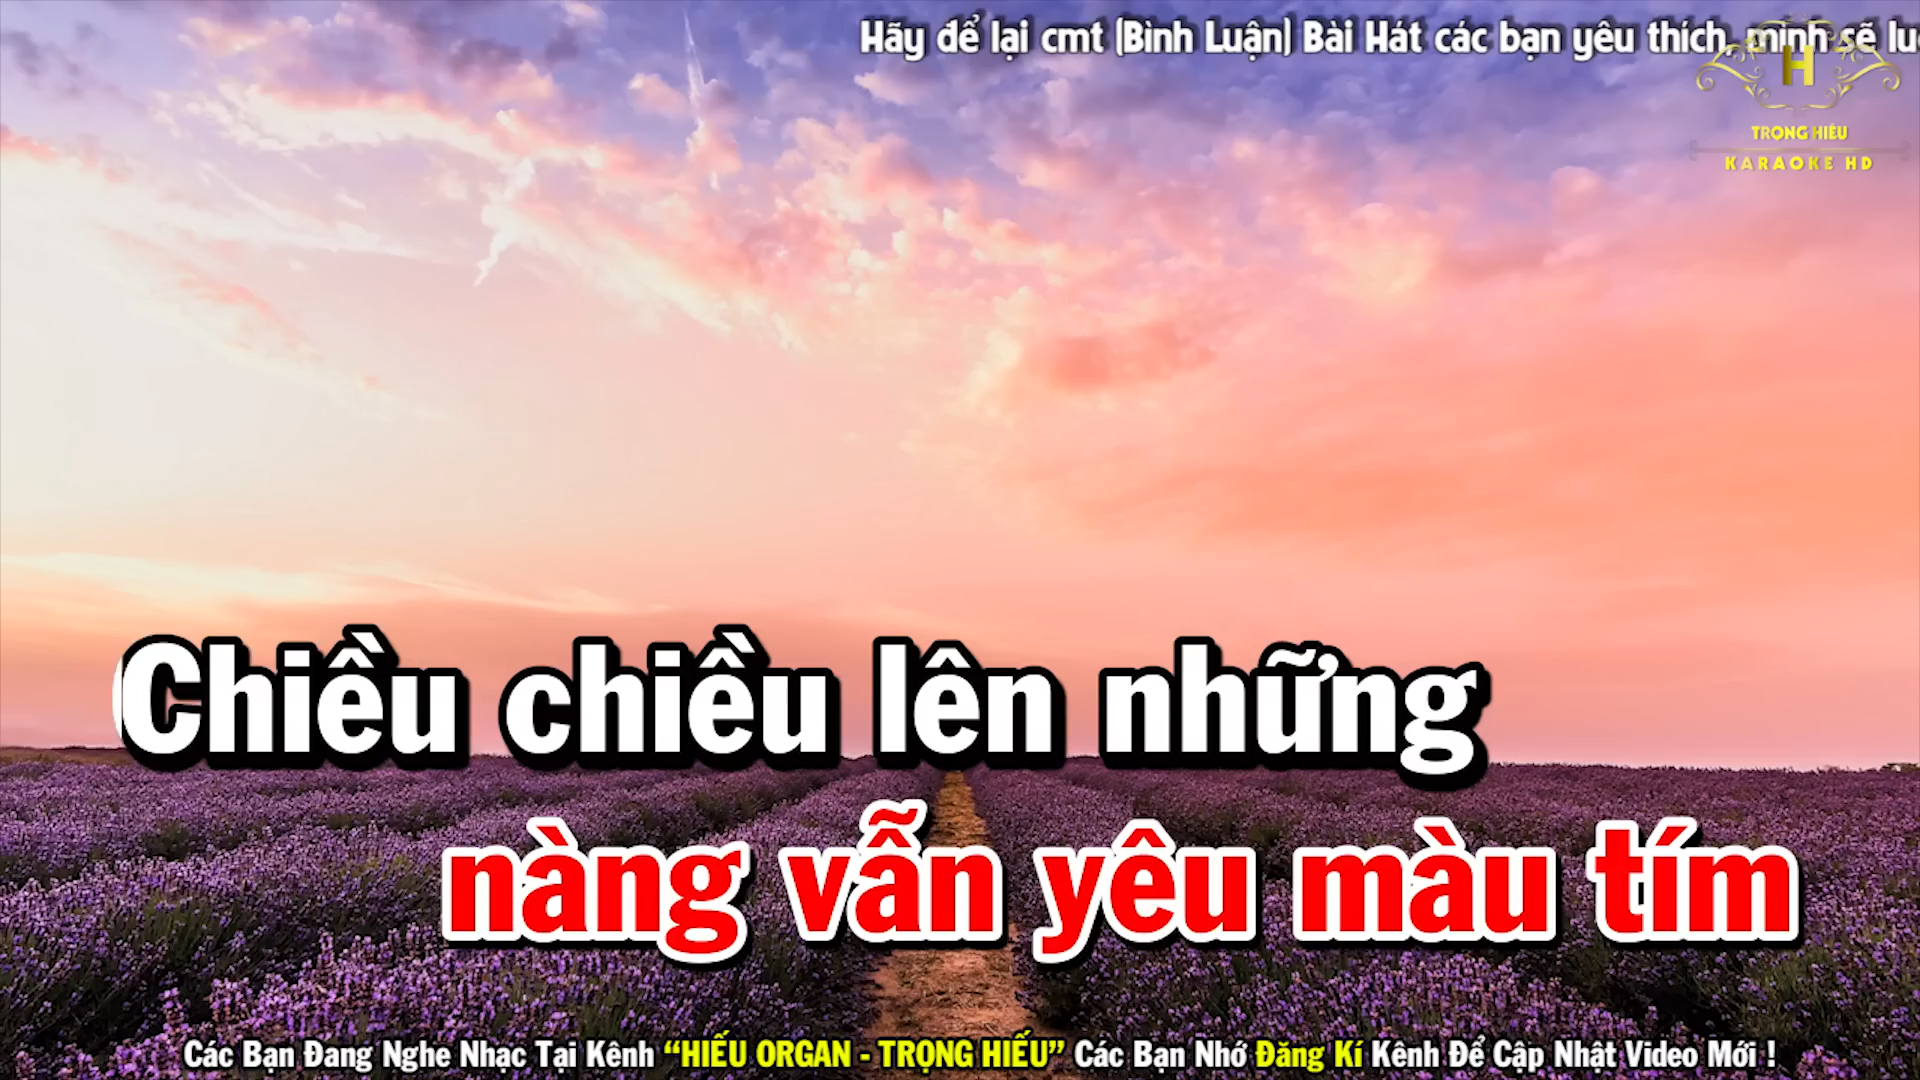 Hãy để lại cmt (Bình Luận) Bài Hát các bạn yêu thích, mình sẽ
H
TRỌNG HIẾU
KARAOKE HD
Chiều chiều lên những
nàng vẫn yêu màu tím
Các Bạn Đang Nghe Nhạc Tại Kênh “HIẾU ORGAN - TRỌNG HIẾU” Các Bạn Nhớ Đăng Kí Kênh Để Cập Nhật Video Mới !